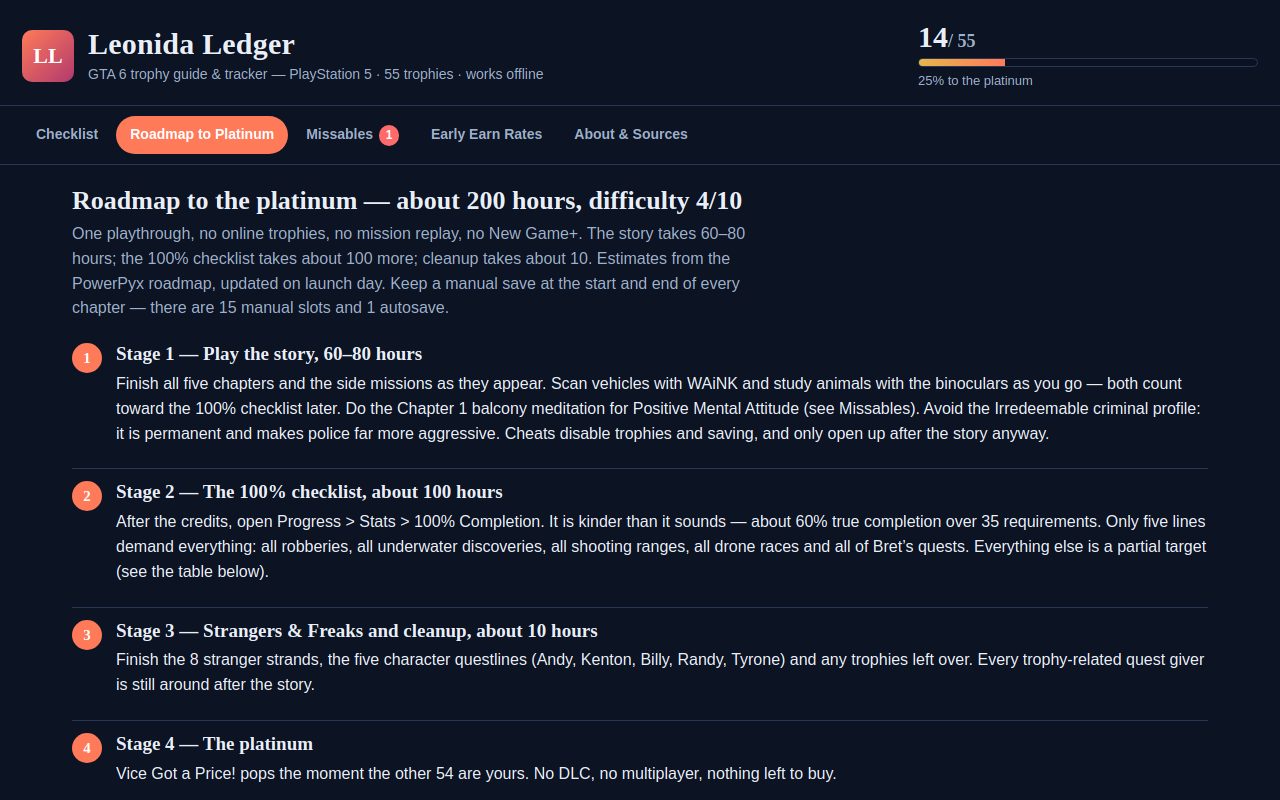 LL
Leonida Ledger
GTA 6 trophy guide & tracker — PlayStation 5 · 55 trophies · works offline
14/ 55
25% to the platinum
Checklist
Roadmap to Platinum
Missables 1
Early Earn Rates
About & Sources
Roadmap to the platinum — about 200 hours, difficulty 4/10
One playthrough, no online trophies, no mission replay, no New Game+. The story takes 60–80
hours; the 100% checklist takes about 100 more; cleanup takes about 10. Estimates from the
PowerPyx roadmap, updated on launch day. Keep a manual save at the start and end of every
chapter — there are 15 manual slots and 1 autosave.
1
Stage 1 — Play the story, 60–80 hours
Finish all five chapters and the side missions as they appear. Scan vehicles with WAiNK and study animals with the binoculars as you go — both count
toward the 100% checklist later. Do the Chapter 1 balcony meditation for Positive Mental Attitude (see Missables). Avoid the Irredeemable criminal profile:
it is permanent and makes police far more aggressive. Cheats disable trophies and saving, and only open up after the story anyway.
2
Stage 2 — The 100% checklist, about 100 hours
After the credits, open Progress > Stats > 100% Completion. It is kinder than it sounds — about 60% true completion over 35 requirements. Only five lines
demand everything: all robberies, all underwater discoveries, all shooting ranges, all drone races and all of Bret’s quests. Everything else is a partial target
(see the table below).
3
Stage 3 — Strangers & Freaks and cleanup, about 10 hours
Finish the 8 stranger strands, the five character questlines (Andy, Kenton, Billy, Randy, Tyrone) and any trophies left over. Every trophy-related quest giver
is still around after the story.
4
Stage 4 — The platinum
Vice Got a Price! pops the moment the other 54 are yours. No DLC, no multiplayer, nothing left to buy.